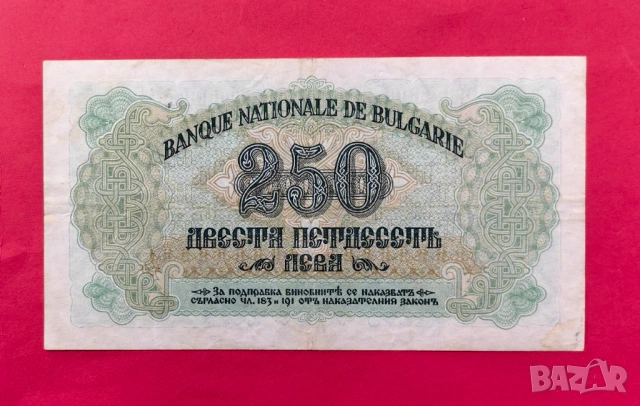 BANQUE NATIONALE DE BULGARIE
250
ДВЕСТА ПЕТДЕСЕТЬ
ЛЕВА
ЗА ПОДПРАВКА ВИНОВНИТѢ СЕ НАКАЗВАТЪ
СЪГЛАСНО ЧЛ. 183 И 191 ОТЪ НАКАЗАТЕЛНИЯ ЗАКОНЪ
BAZAR